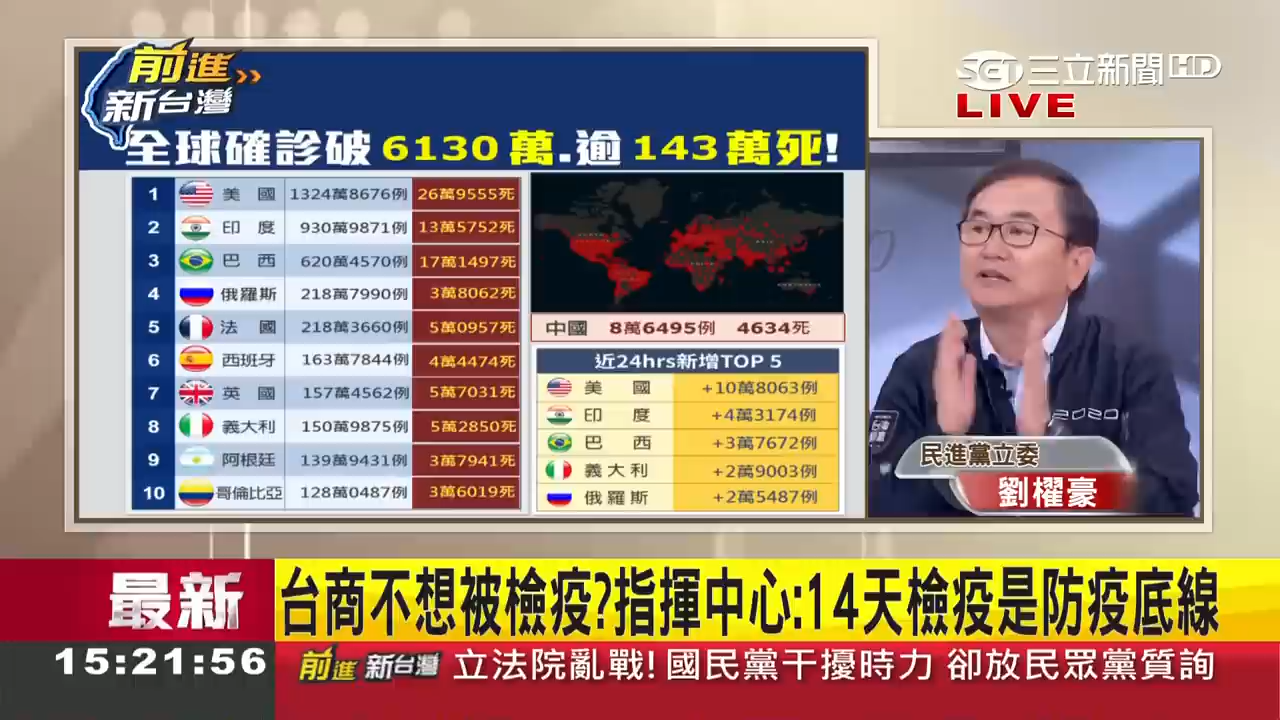 前進
新台灣
SET三立新聞HD
LIVE
全球確診破6130萬.逾143萬死!
1 美國 1324萬8676例 26萬9555死
2 印度 930萬9871例 13萬5752死
3 巴西 620萬4570例 17萬1497死
4 俄羅斯 218萬7990例 3萬8062死
5 法國 218萬3660例 5萬0957死
6 西班牙 163萬7844例 4萬4474死
7 英國 157萬4562例 5萬7031死
8 義大利 150萬9875例 5萬2850死
9 阿根廷 139萬9431例 3萬7941死
10 哥倫比亞 128萬0487例 3萬6019死
中國 8萬6495例 4634死
近24hrs新增TOP 5
美國 +10萬8063例
印度 +4萬3174例
巴西 +3萬7672例
義大利 +2萬9003例
俄羅斯 +2萬5487例
2020
民進黨立委
劉櫂豪
最新 台商不想被檢疫?指揮中心:14天檢疫是防疫底線
15:21:56 前進新台灣 立法院亂戰!國民黨干擾時力 卻放民眾黨質詢